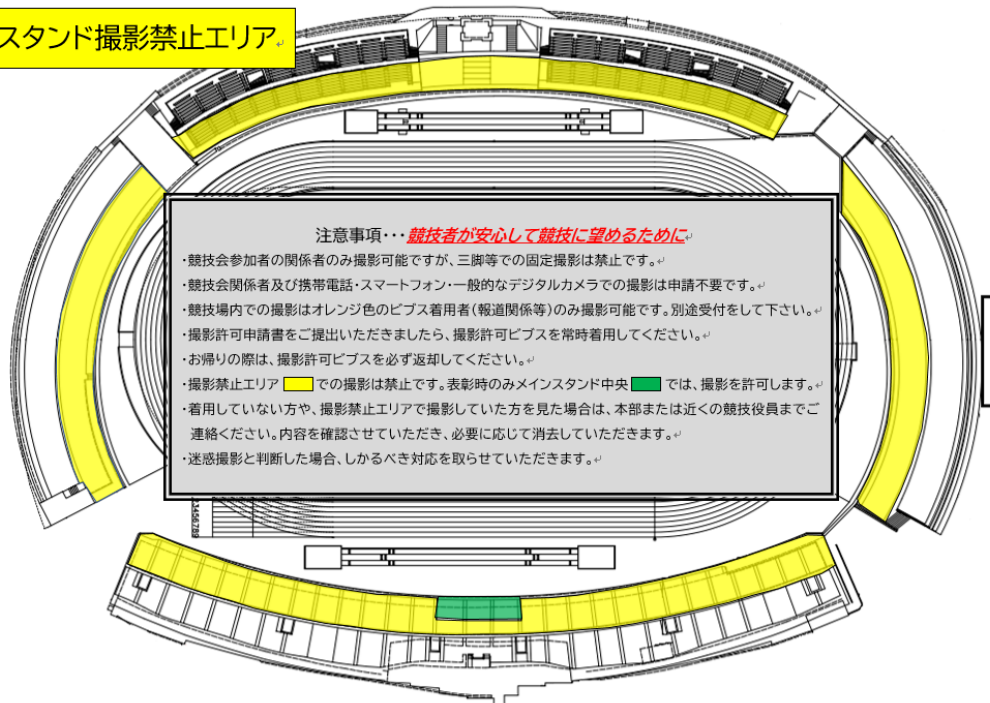 スタンド撮影禁止エリア
注意事項・・・競技者が安心して競技に望めるために
・競技会参加者の関係者のみ撮影可能ですが、三脚等での固定撮影は禁止です。
・競技会関係者及び携帯電話・スマートフォン・一般的なデジタルカメラでの撮影は申請不要です。
・競技場内での撮影はオレンジ色のビブス着用者(報道関係等)のみ撮影可能です。別途受付をして下さい。
・撮影許可申請書をご提出いただきましたら、撮影許可ビブスを常時着用してください。
・お帰りの際は、撮影許可ビブスを必ず返却してください。
・撮影禁止エリア での撮影は禁止です。表彰時のみメインスタンド中央 では、撮影を許可します。
・着用していない方や、撮影禁止エリアで撮影していた方を見た場合は、本部または近くの競技役員までご
連絡ください。内容を確認させていただき、必要に応じて消去していただきます。
・迷惑撮影と判断した場合、しかるべき対応を取らせていただきます。
23456789